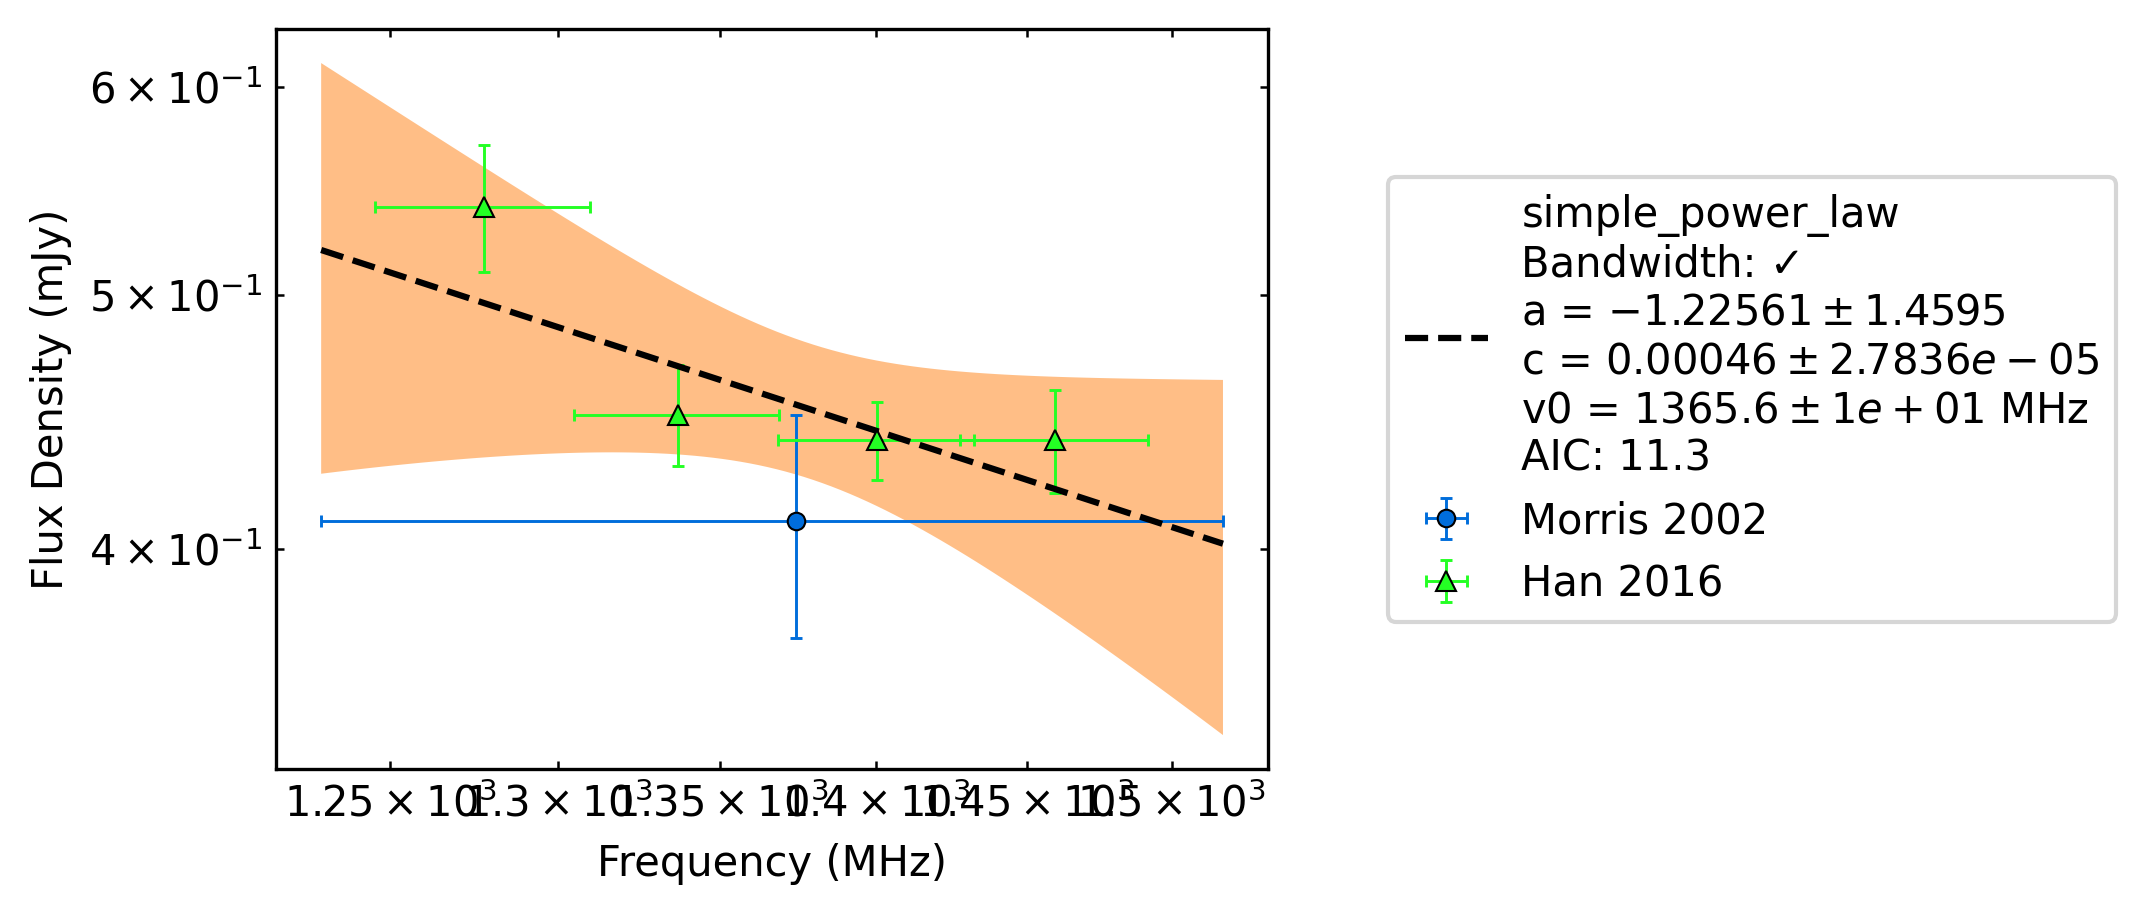 6 × 10⁻¹
5 × 10⁻¹
4 × 10⁻¹
Flux Density (mJy)
1.25 × 10³ 1.3 × 10³ 1.35 × 10³ 1.4 × 10³ 1.45 × 10³ 1.5 × 10³
Frequency (MHz)
simple_power_law
Bandwidth: ✓
a = −1.22561 ± 1.4595
c = 0.00046 ± 2.7836e − 05
v0 = 1365.6 ± 1e + 01 MHz
AIC: 11.3
Morris 2002
Han 2016